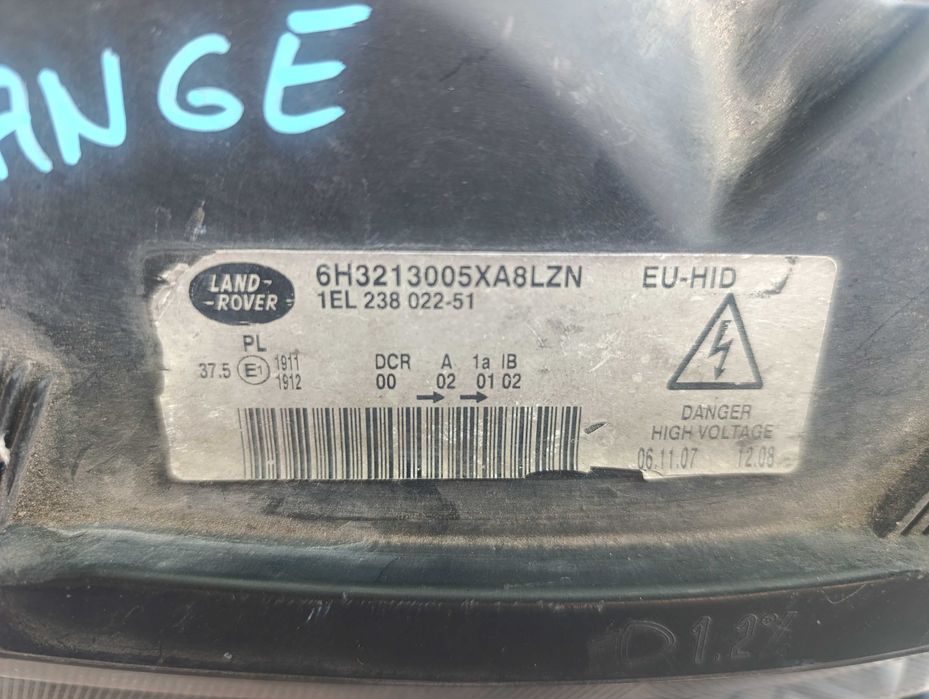 ANGE
LAND-
-ROVER
6H3213005XA8LZN
EU-HID
1EL 238 022-51
PL
37.5 E1 1911
1912
DCR A 1a IB
00 02 01 02
DANGER
HIGH VOLTAGE
06.11.07 12.08
D 1.2%